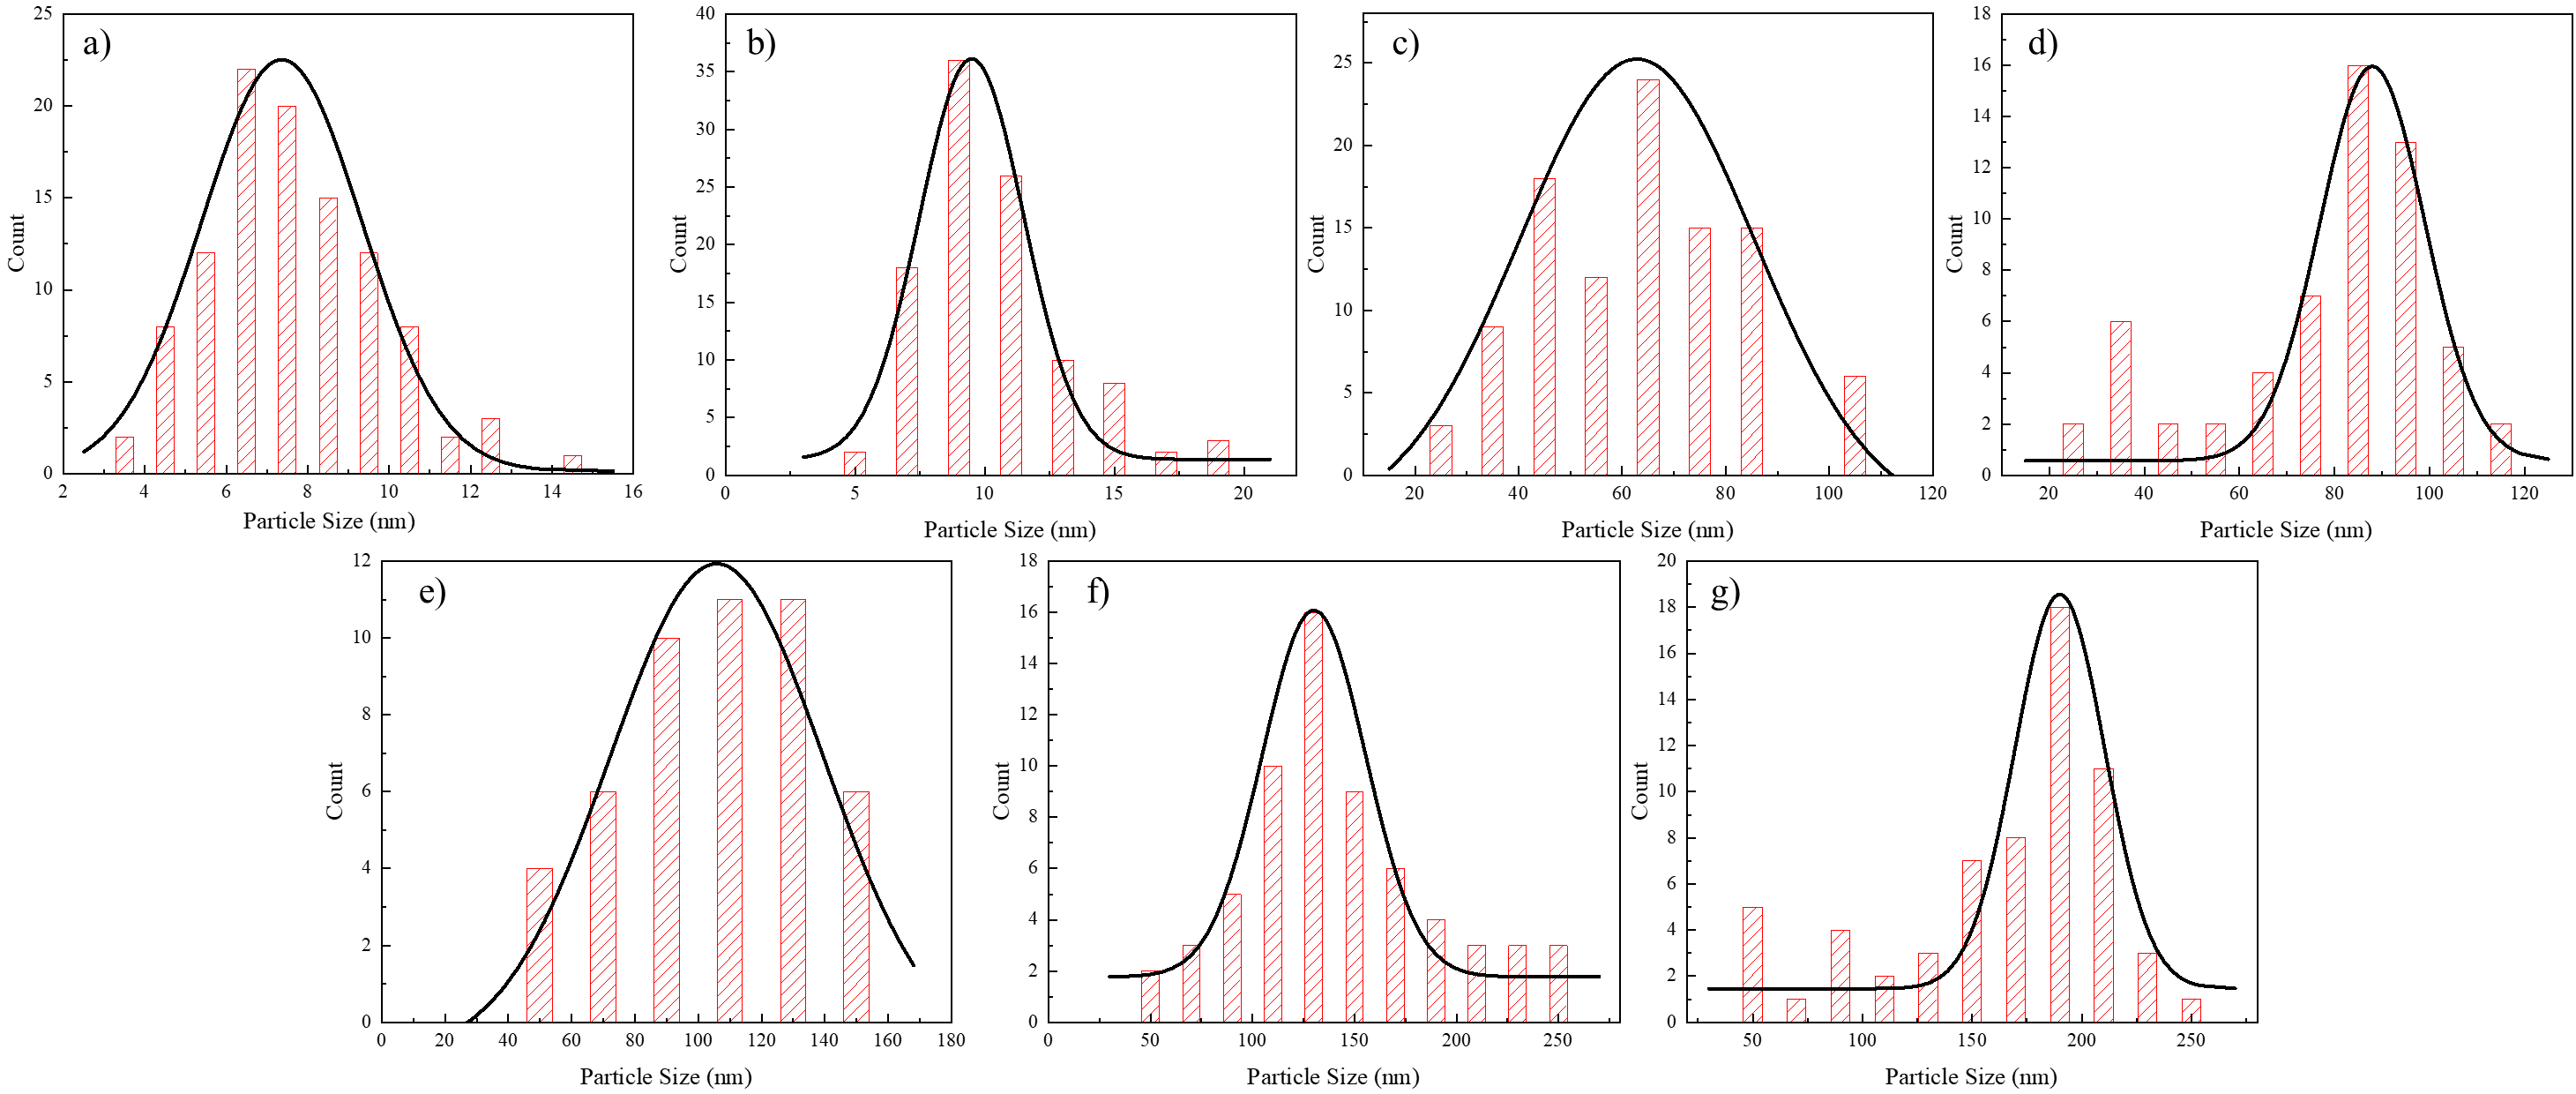 a)
25
20
15
10
5
0
Count
2 4 6 8 10 12 14 16
Particle Size (nm)
b)
40
35
30
25
20
15
10
5
0
Count
0 5 10 15 20
Particle Size (nm)
c)
25
20
15
10
5
0
Count
20 40 60 80 100 120
Particle Size (nm)
d)
18
16
14
12
10
8
6
4
2
0
Count
20 40 60 80 100 120
Particle Size (nm)
e)
12
10
8
6
4
2
0
Count
0 20 40 60 80 100 120 140 160 180
Particle Size (nm)
f)
18
16
14
12
10
8
6
4
2
0
Count
0 50 100 150 200 250
Particle Size (nm)
g)
20
18
16
14
12
10
8
6
4
2
0
Count
50 100 150 200 250
Particle Size (nm)